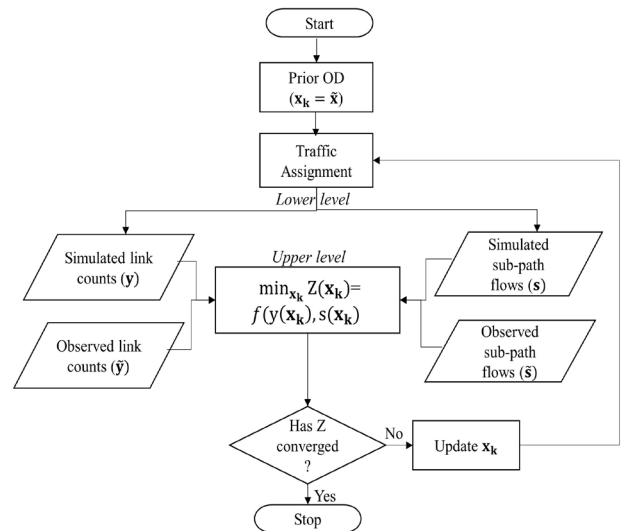 Start
Prior OD
(𝐱𝐤 = 𝐱̃)
Traffic
Assignment
Lower level
Simulated link
counts (𝐲)
Upper level
Simulated
sub-path
flows (𝒔)
min𝐱𝐤 Z(𝐱𝐤)=
f(y(𝐱𝐤), s(𝐱𝐤)
Observed link
counts (𝐲̃)
Observed
sub-path
flows (𝐬̃)
Has Z
converged
?
No
Update 𝐱𝐤
Yes
Stop